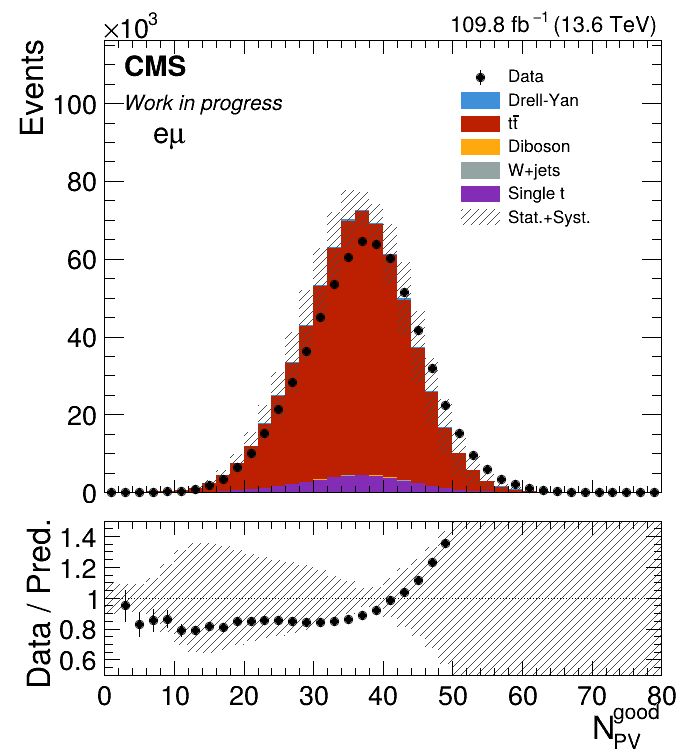 ×10³
109.8 fb⁻¹ (13.6 TeV)
CMS
Work in progress
eμ
Data
Drell-Yan
tt̄
Diboson
W+jets
Single t
Stat.+Syst.
Events
100
80
60
40
20
0
Data / Pred.
1.4
1.2
1
0.8
0.6
0 10 20 30 40 50 60 70 80
N_PV^good